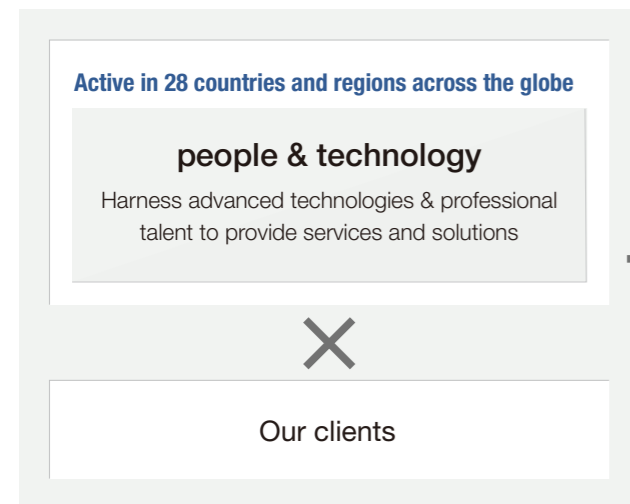 Active in 28 countries and regions across the globe
people & technology
Harness advanced technologies & professional
talent to provide services and solutions
×
Our clients